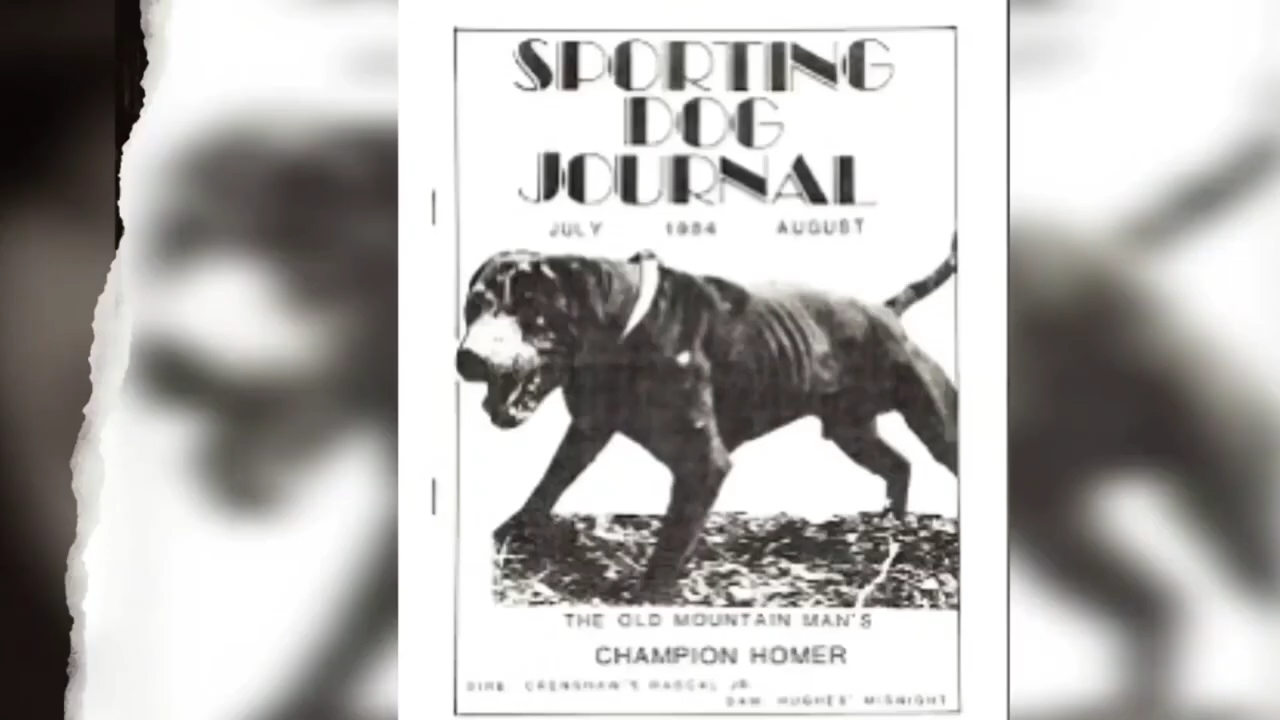 SPORTING
DOG
JOURNAL
JULY 1984 AUGUST
THE OLD MOUNTAIN MAN'S
CHAMPION HOMER
SIRE: CRENSHAW'S RASCAL JR.
DAM: HUGHES' MIDNIGHT